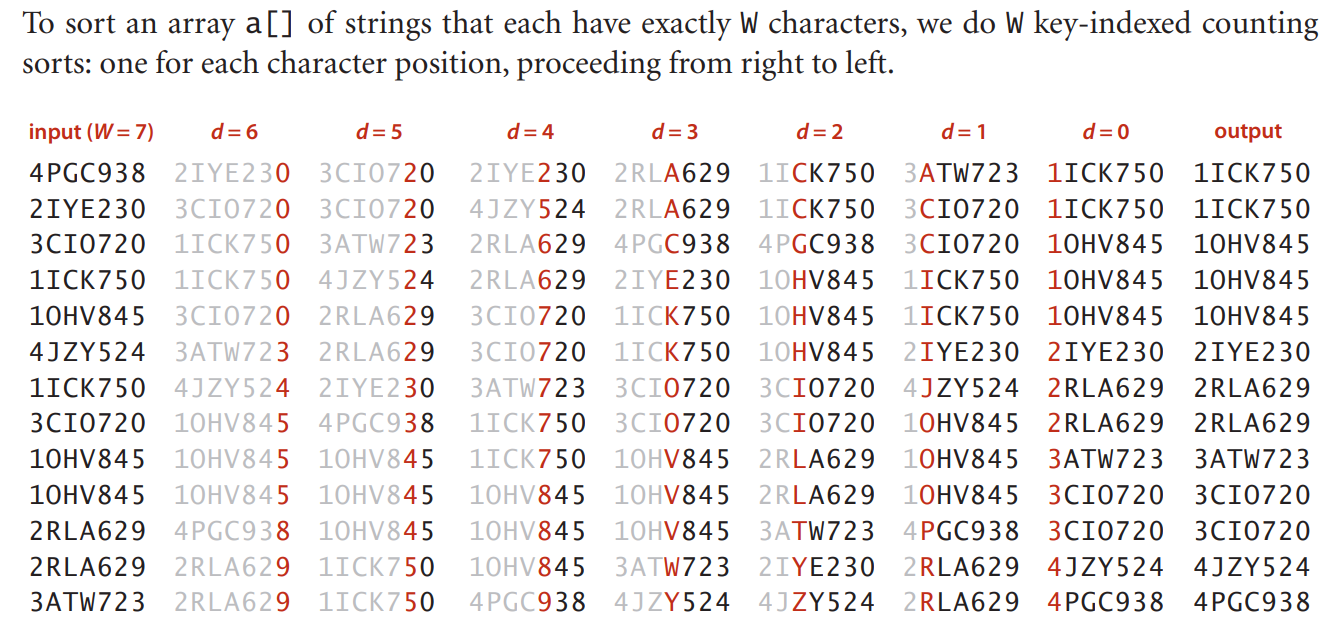 To sort an array a[] of strings that each have exactly W characters, we do W key-indexed counting
sorts: one for each character position, proceeding from right to left.
input (W = 7) d = 6 d = 5 d = 4 d = 3 d = 2 d = 1 d = 0 output
4PGC938 2IYE230 3CIO720 2IYE230 2RLA629 1ICK750 3ATW723 1ICK750 1ICK750
2IYE230 3CIO720 3CIO720 4JZY524 2RLA629 1ICK750 3CIO720 1ICK750 1ICK750
3CIO720 1ICK750 3ATW723 2RLA629 4PGC938 4PGC938 3CIO720 1OHV845 1OHV845
1ICK750 1ICK750 4JZY524 2RLA629 2IYE230 1OHV845 1ICK750 1OHV845 1OHV845
1OHV845 3CIO720 2RLA629 3CIO720 1ICK750 1OHV845 1ICK750 1OHV845 1OHV845
4JZY524 3ATW723 2RLA629 3CIO720 1ICK750 1OHV845 2IYE230 2IYE230 2IYE230
1ICK750 4JZY524 2IYE230 3ATW723 3CIO720 3CIO720 4JZY524 2RLA629 2RLA629
3CIO720 1OHV845 4PGC938 1ICK750 3CIO720 3CIO720 1OHV845 2RLA629 2RLA629
1OHV845 1OHV845 1OHV845 1ICK750 1OHV845 2RLA629 1OHV845 3ATW723 3ATW723
1OHV845 1OHV845 1OHV845 1OHV845 1OHV845 2RLA629 1OHV845 3CIO720 3CIO720
2RLA629 4PGC938 1OHV845 1OHV845 1OHV845 3ATW723 4PGC938 3CIO720 3CIO720
2RLA629 2RLA629 1ICK750 1OHV845 3ATW723 2IYE230 2RLA629 4JZY524 4JZY524
3ATW723 2RLA629 1ICK750 4PGC938 4JZY524 4JZY524 2RLA629 4PGC938 4PGC938